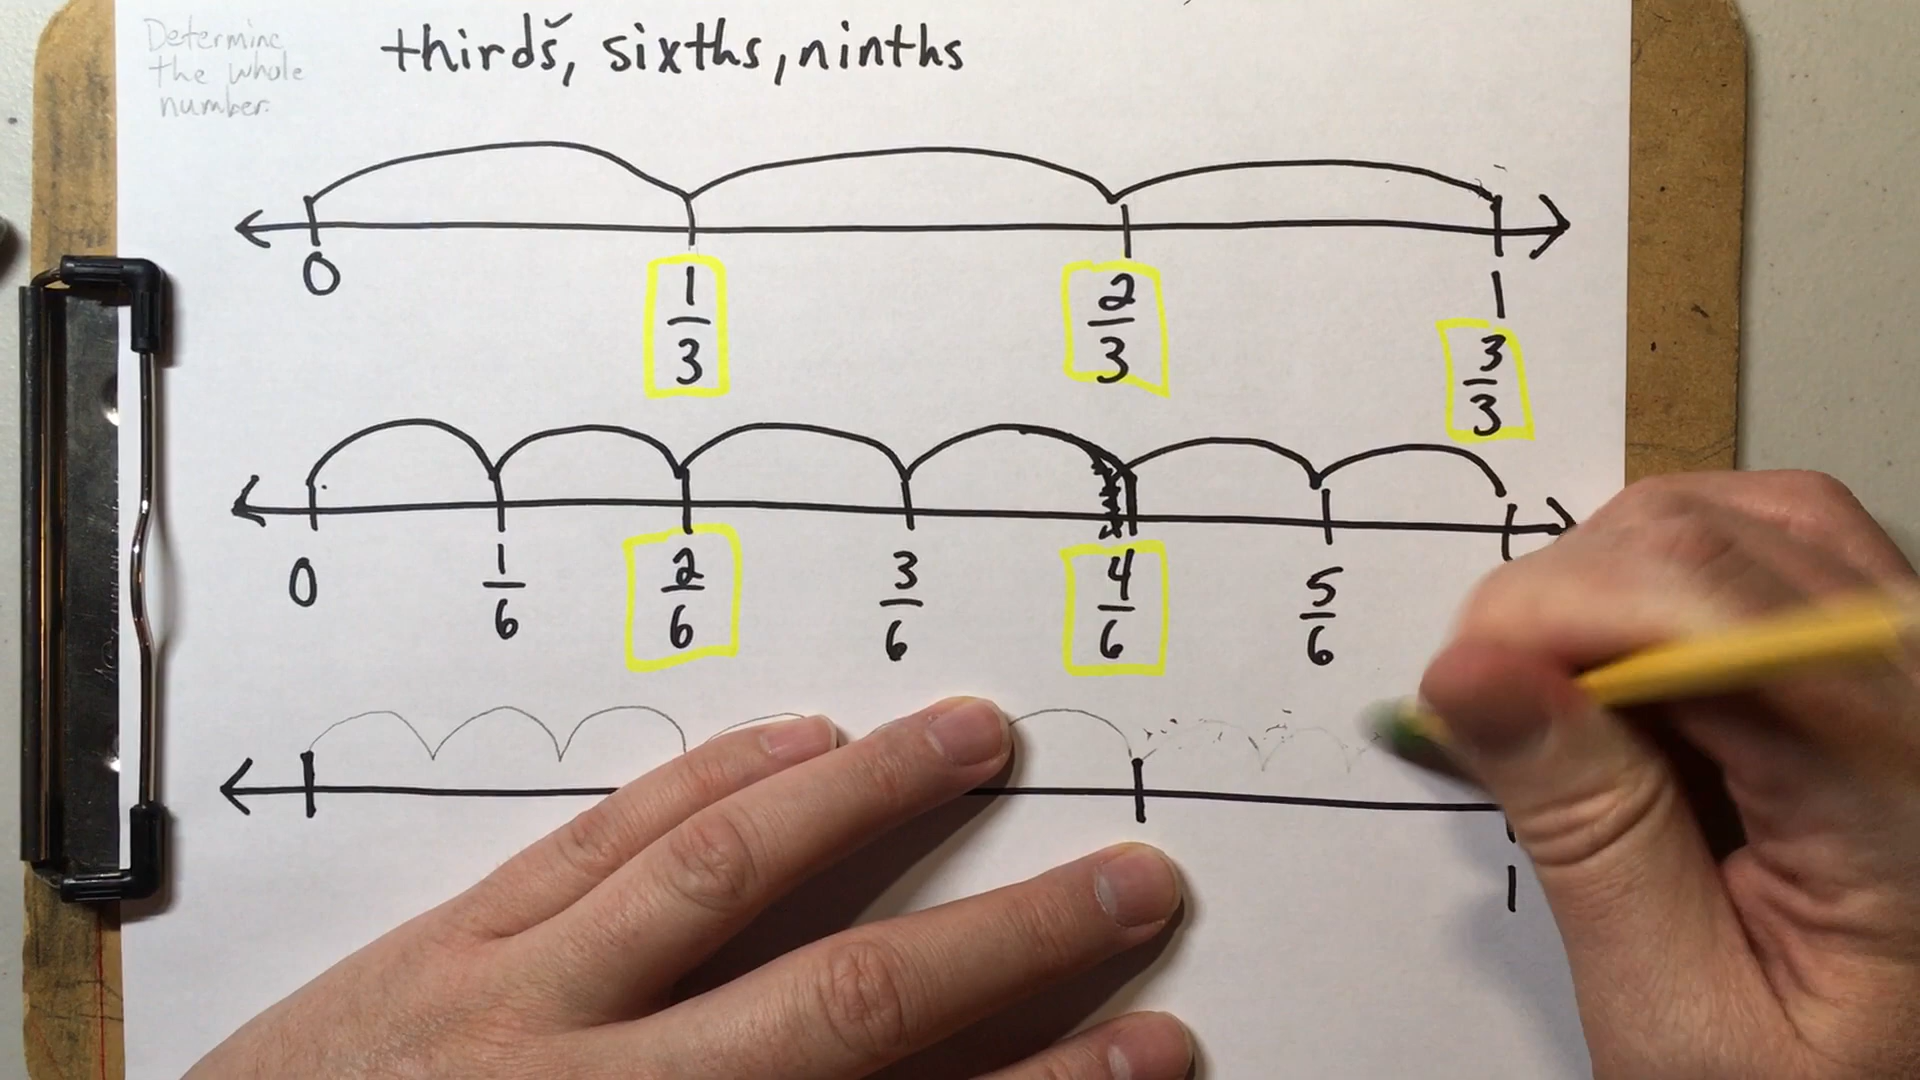 Determine
the whole
number.
thirds, sixths, ninths
0 1/3 2/3 1
3/3
0 1/6 2/6 3/6 4/6 5/6
1